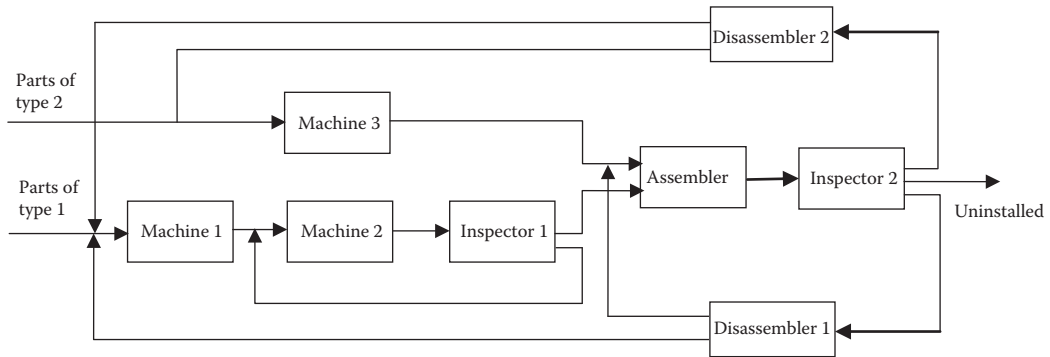 Disassembler 2
Parts of
type 2
Machine 3
Assembler
Inspector 2
Parts of
type 1
Uninstalled
Machine 1
Machine 2
Inspector 1
Disassembler 1